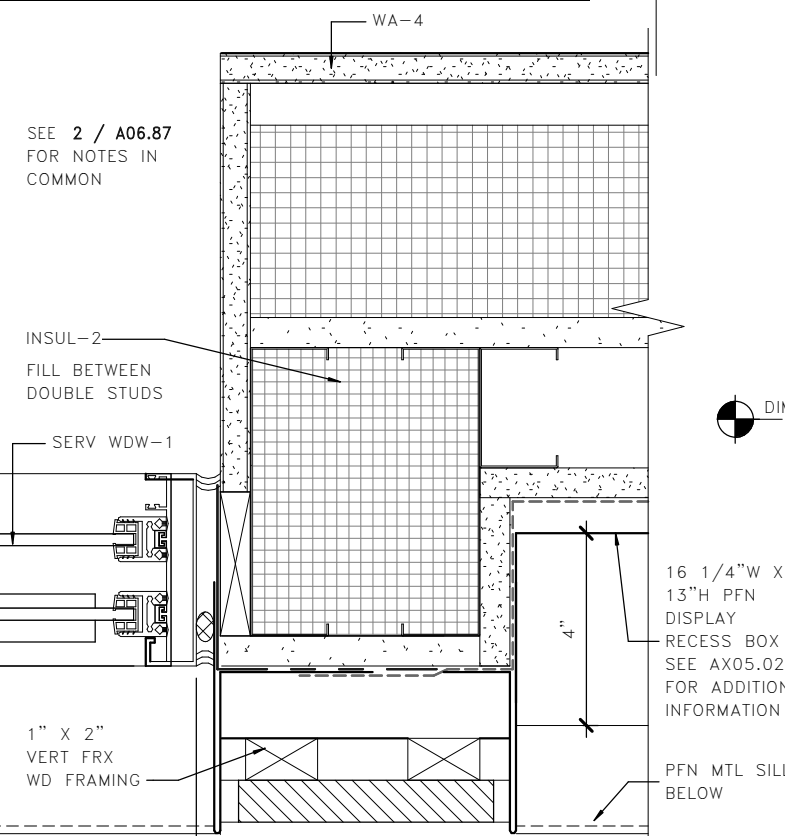 WA-4
SEE 2 / A06.87
FOR NOTES IN
COMMON
INSUL-2
FILL BETWEEN
DOUBLE STUDS
SERV WDW-1
1" X 2"
VERT FRX
WD FRAMING
4"
16 1/4"W X
13"H PFN
DISPLAY
RECESS BOX
SEE AX05.02
FOR ADDITION
INFORMATION
PFN MTL SILL
BELOW